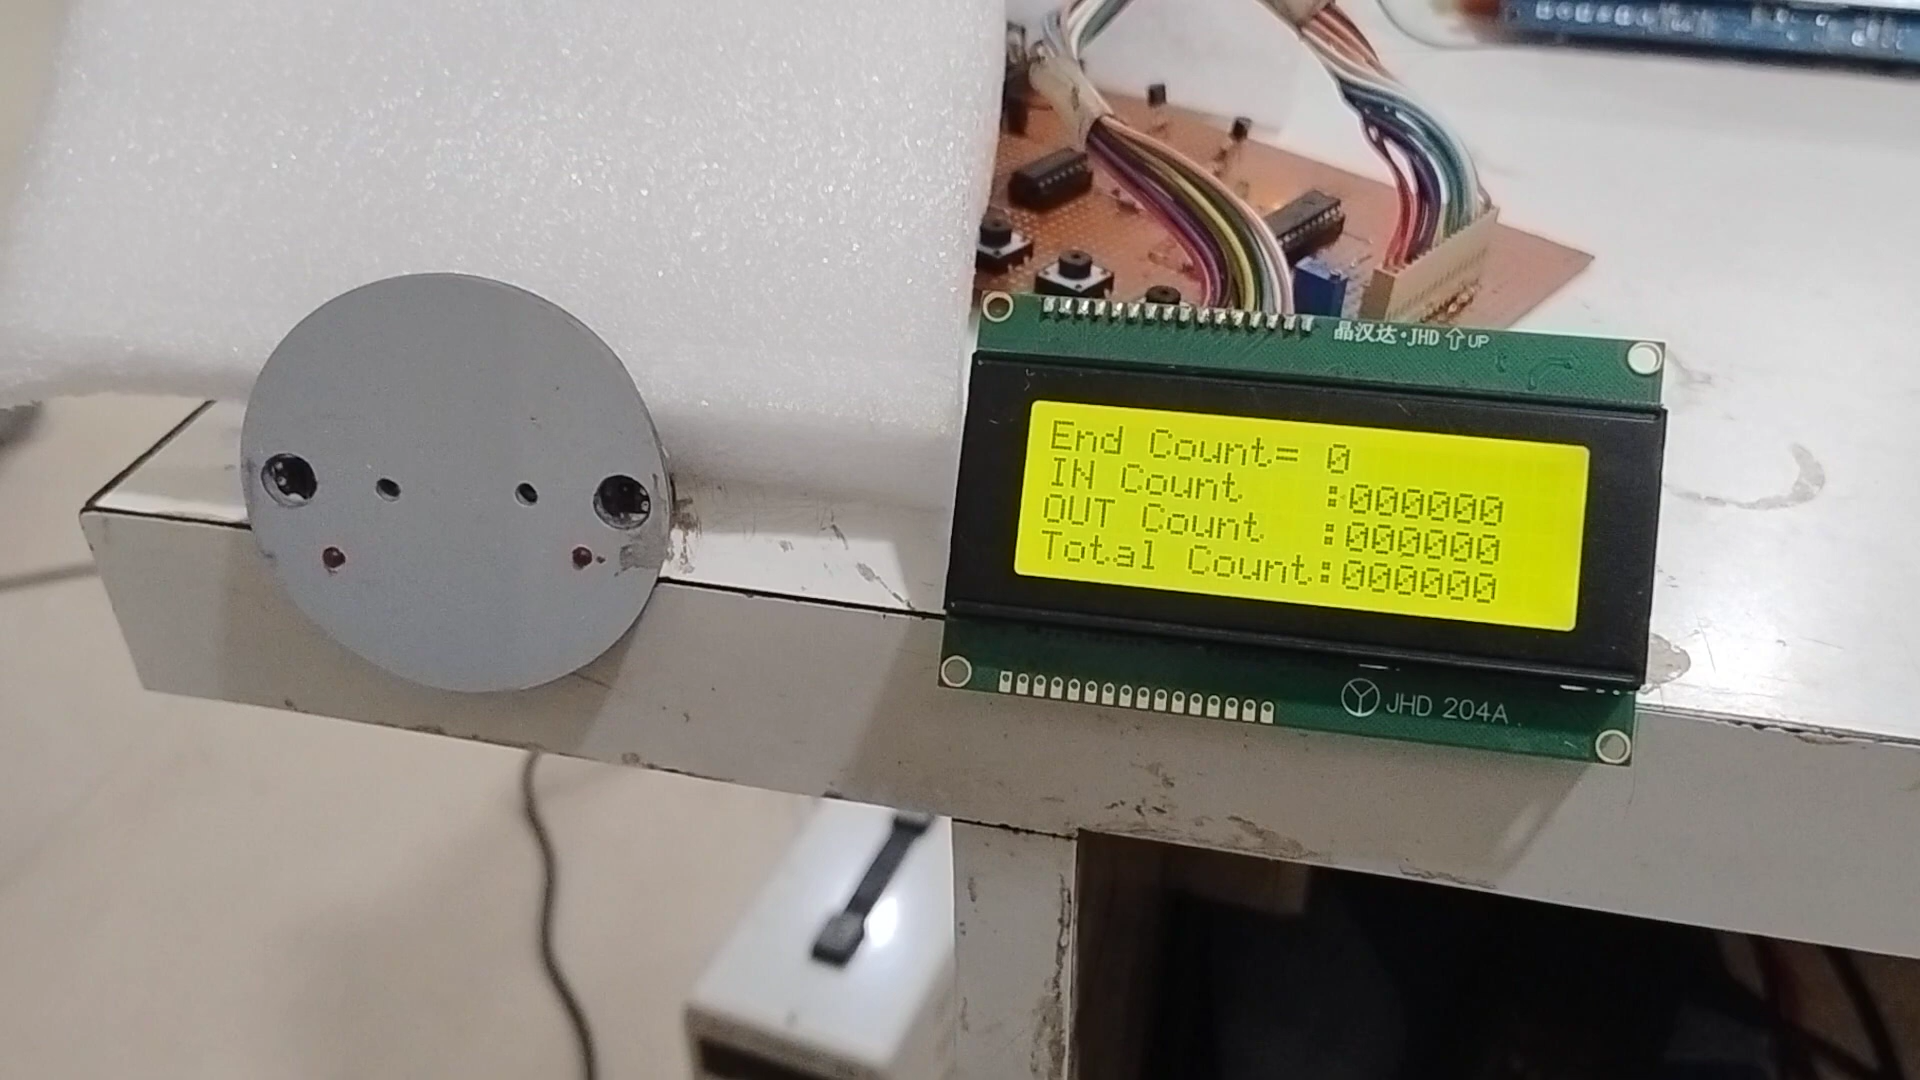 晶汉达·JHD ⇧ UP
End Count= 0
IN Count   :000000
OUT Count  :000000
Total Count:000000
JHD 204A